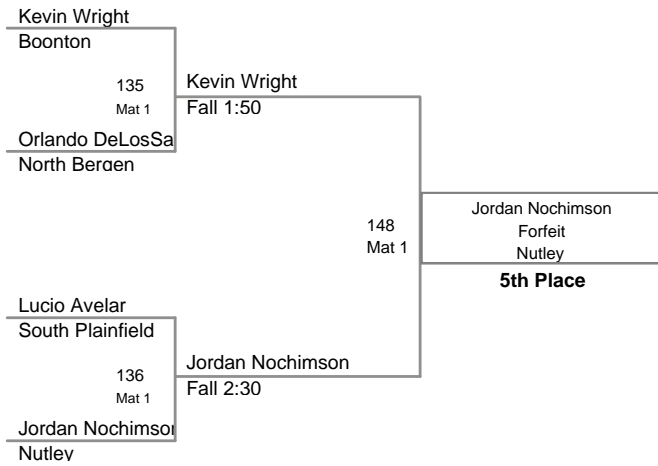 Kevin Wright
Boonton
135
Mat 1
Kevin Wright
Fall 1:50
Orlando DeLosSa
North Bergen
148
Mat 1
Jordan Nochimson
Forfeit
Nutley
5th Place
Lucio Avelar
South Plainfield
136
Mat 1
Jordan Nochimson
Fall 2:30
Jordan Nochimson
Nutley